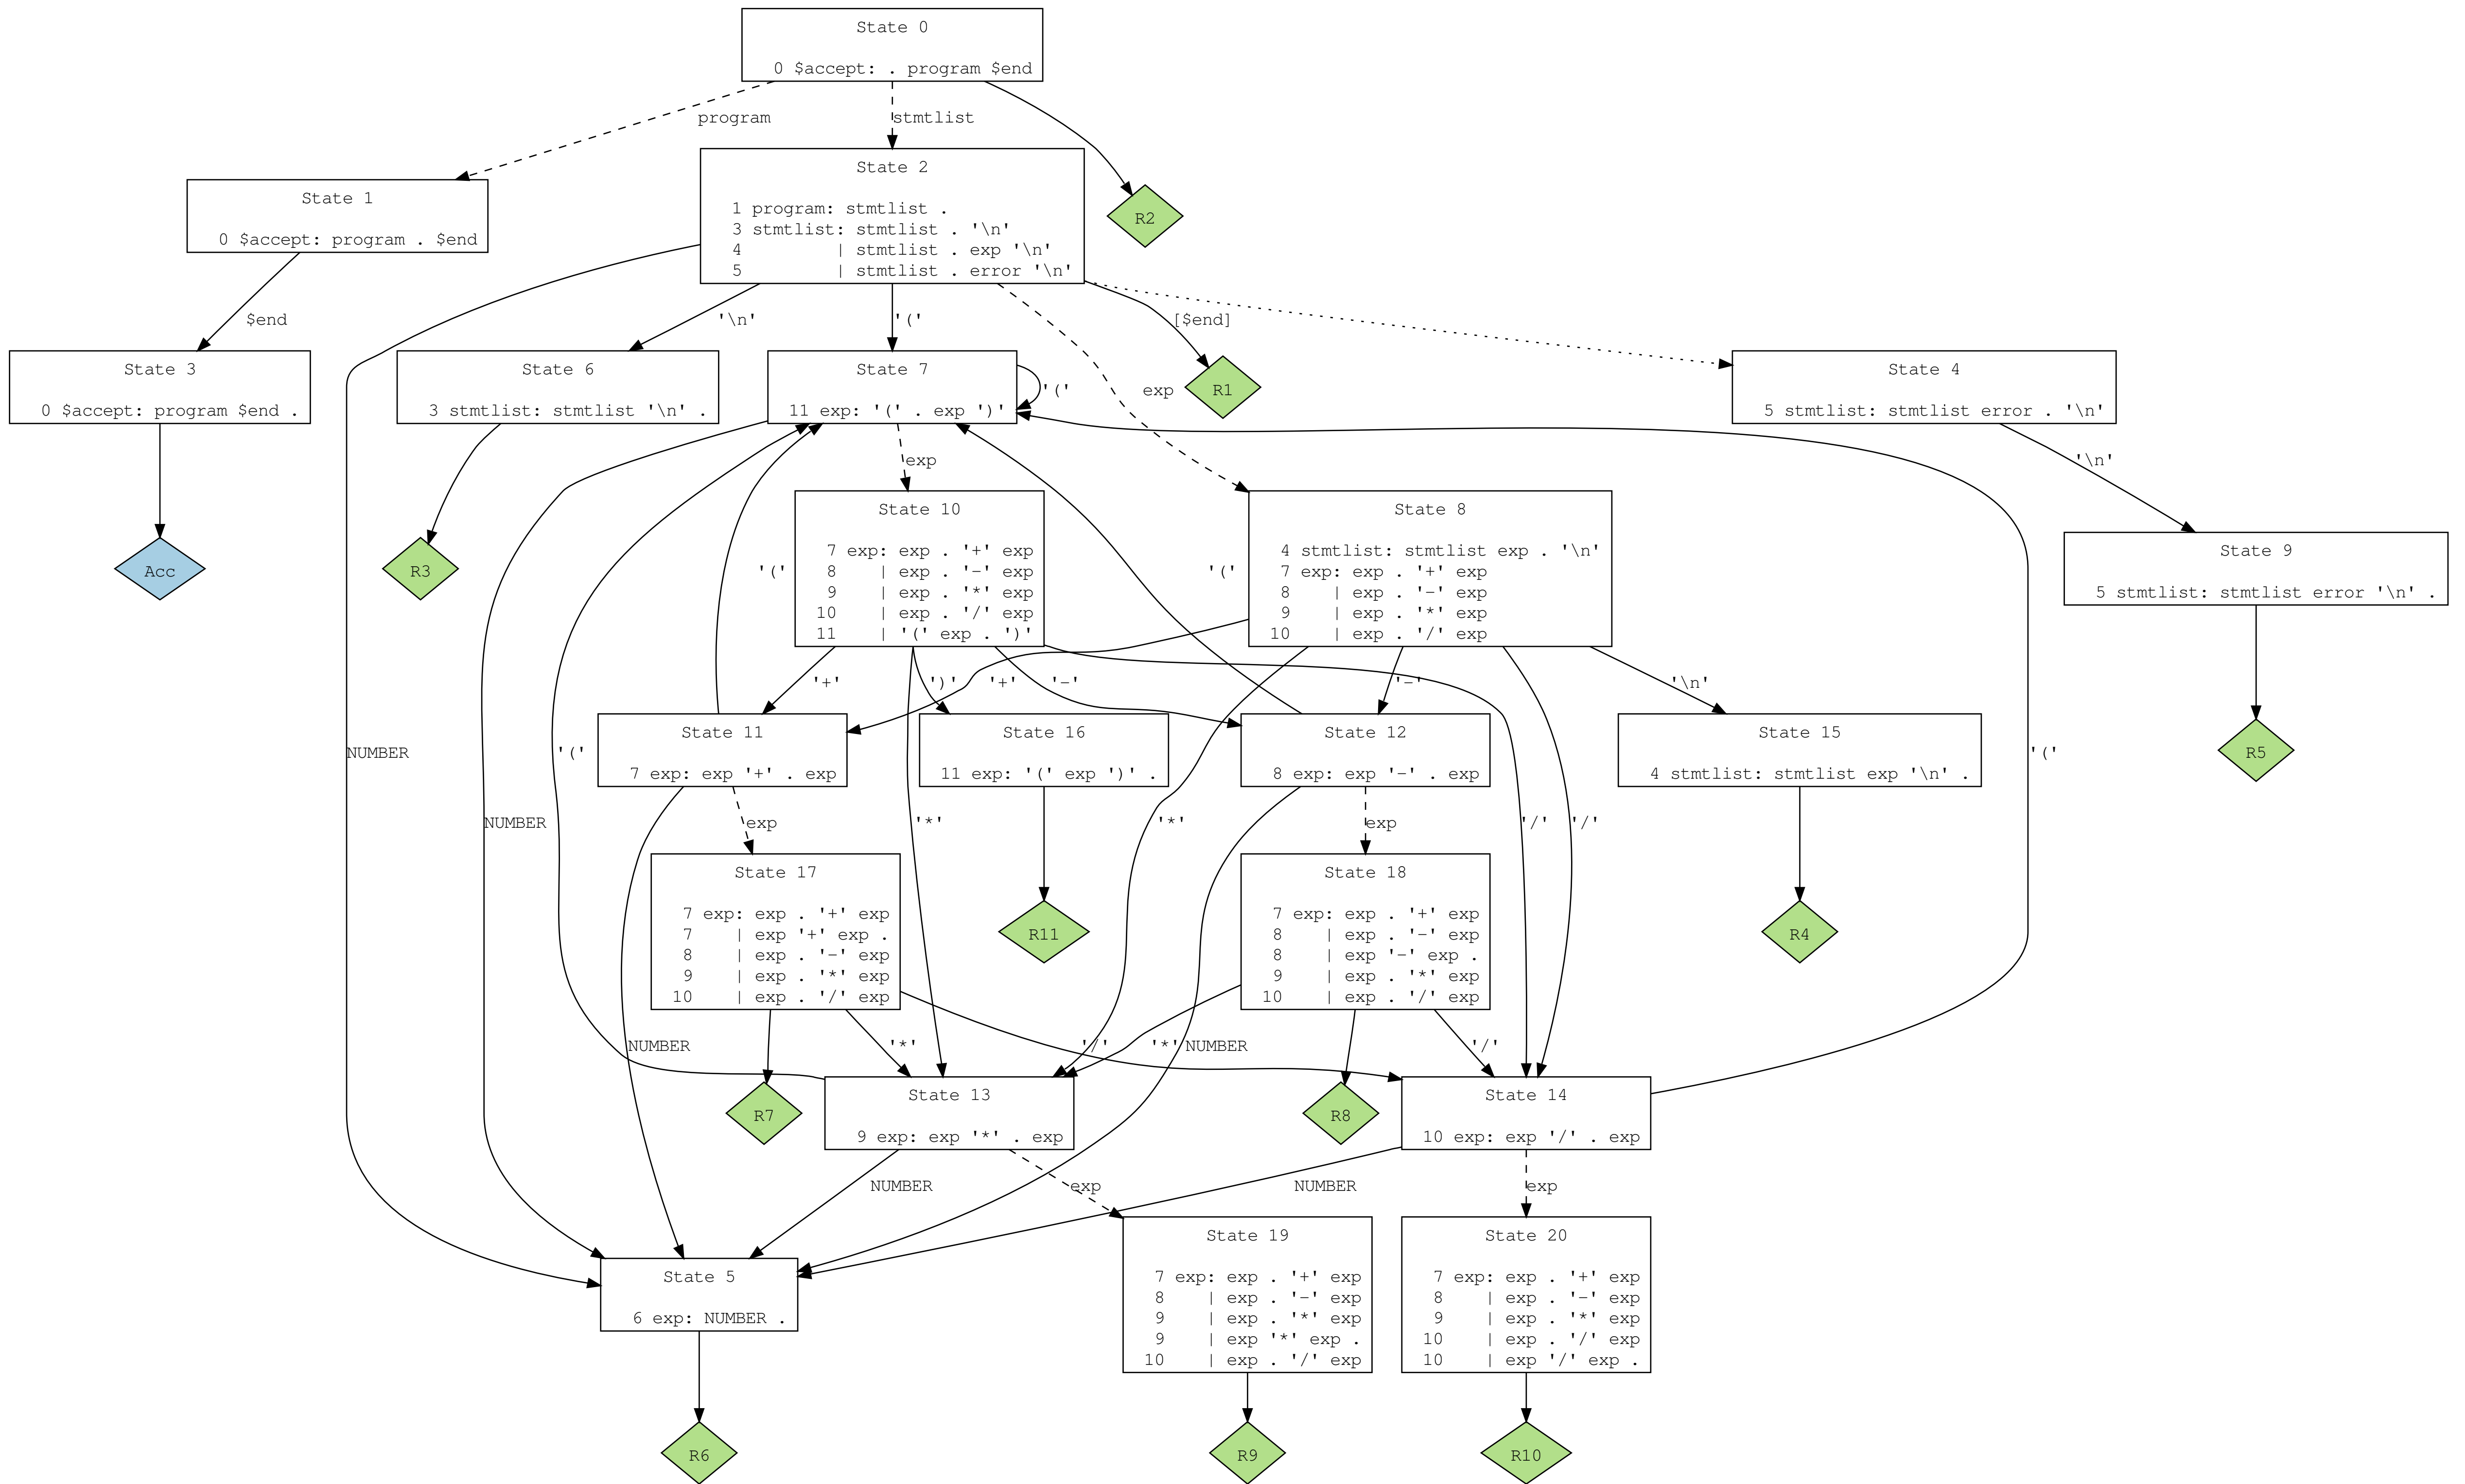 State 0
0 $accept: . program $end
program
stmtlist
State 2
1 program: stmtlist .
3 stmtlist: stmtlist . '\n'
4 | stmtlist . exp '\n'
5 | stmtlist . error '\n'
State 1
0 $accept: program . $end
R2
$end
'\n'
'('
[$end]
State 3
0 $accept: program $end .
State 6
3 stmtlist: stmtlist '\n' .
State 7
11 exp: '(' . exp ')'
'('
exp
R1
State 4
5 stmtlist: stmtlist error . '\n'
exp
'\n'
State 10
7 exp: exp . '+' exp
8 | exp . '-' exp
9 | exp . '*' exp
10 | exp . '/' exp
11 | '(' exp . ')'
State 8
4 stmtlist: stmtlist exp . '\n'
7 exp: exp . '+' exp
8 | exp . '-' exp
9 | exp . '*' exp
10 | exp . '/' exp
State 9
5 stmtlist: stmtlist error '\n' .
Acc
R3
'('
'('
'+'
')'
'+'
'-'
'-'
'\n'
State 11
7 exp: exp '+' . exp
State 16
11 exp: '(' exp ')' .
State 12
8 exp: exp '-' . exp
State 15
4 stmtlist: stmtlist exp '\n' .
R5
NUMBER
'('
'('
NUMBER
exp
'*'
'*'
exp
'/'
'/'
State 17
7 exp: exp . '+' exp
7 | exp '+' exp .
8 | exp . '-' exp
9 | exp . '*' exp
10 | exp . '/' exp
R11
State 18
7 exp: exp . '+' exp
8 | exp . '-' exp
8 | exp '-' exp .
9 | exp . '*' exp
10 | exp . '/' exp
R4
NUMBER
'*'
'/'
'*'
NUMBER
'/'
R7
State 13
9 exp: exp '*' . exp
R8
State 14
10 exp: exp '/' . exp
NUMBER
exp
NUMBER
exp
State 5
6 exp: NUMBER .
State 19
7 exp: exp . '+' exp
8 | exp . '-' exp
9 | exp . '*' exp
9 | exp '*' exp .
10 | exp . '/' exp
State 20
7 exp: exp . '+' exp
8 | exp . '-' exp
9 | exp . '*' exp
10 | exp . '/' exp
10 | exp '/' exp .
R6
R9
R10